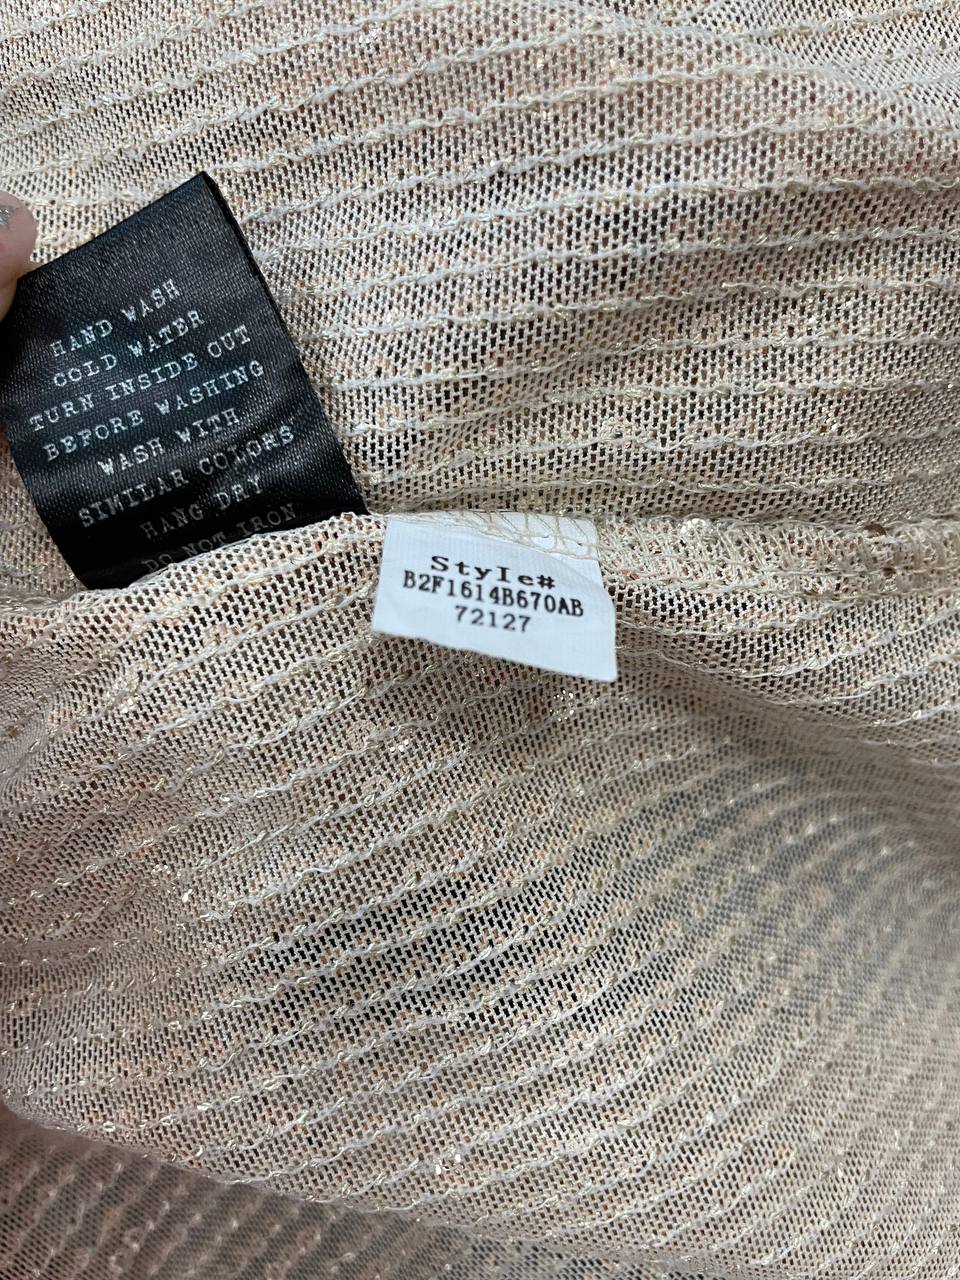 HAND WASH
COLD WATER
TURN INSIDE OUT
BEFORE WASHING
WASH WITH
SIMILAR COLORS
HANG DRY
DO NOT IRON
Style#
B2F1614B670AB
72127